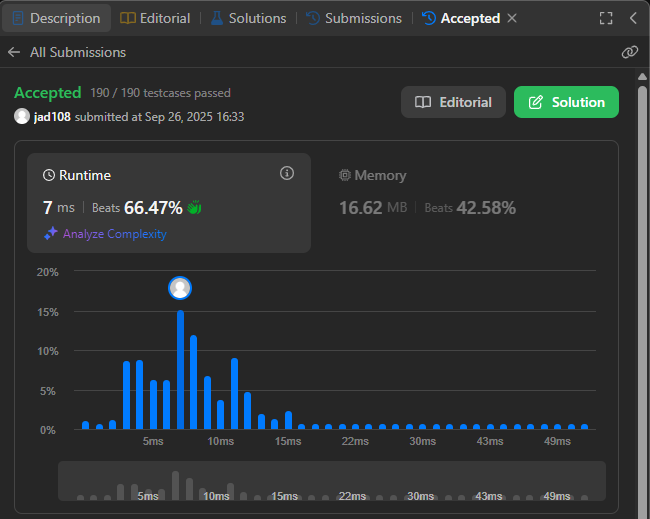 Description Editorial Solutions Submissions Accepted
All Submissions
Accepted 190 / 190 testcases passed
jad108 submitted at Sep 26, 2025 16:33
Editorial
Solution
Runtime
7 ms Beats 66.47%
Analyze Complexity
Memory
16.62 MB Beats 42.58%
20%
15%
10%
5%
0%
5ms 10ms 15ms 22ms 30ms 43ms 49ms
5ms 10ms 15ms 22ms 30ms 43ms 49ms